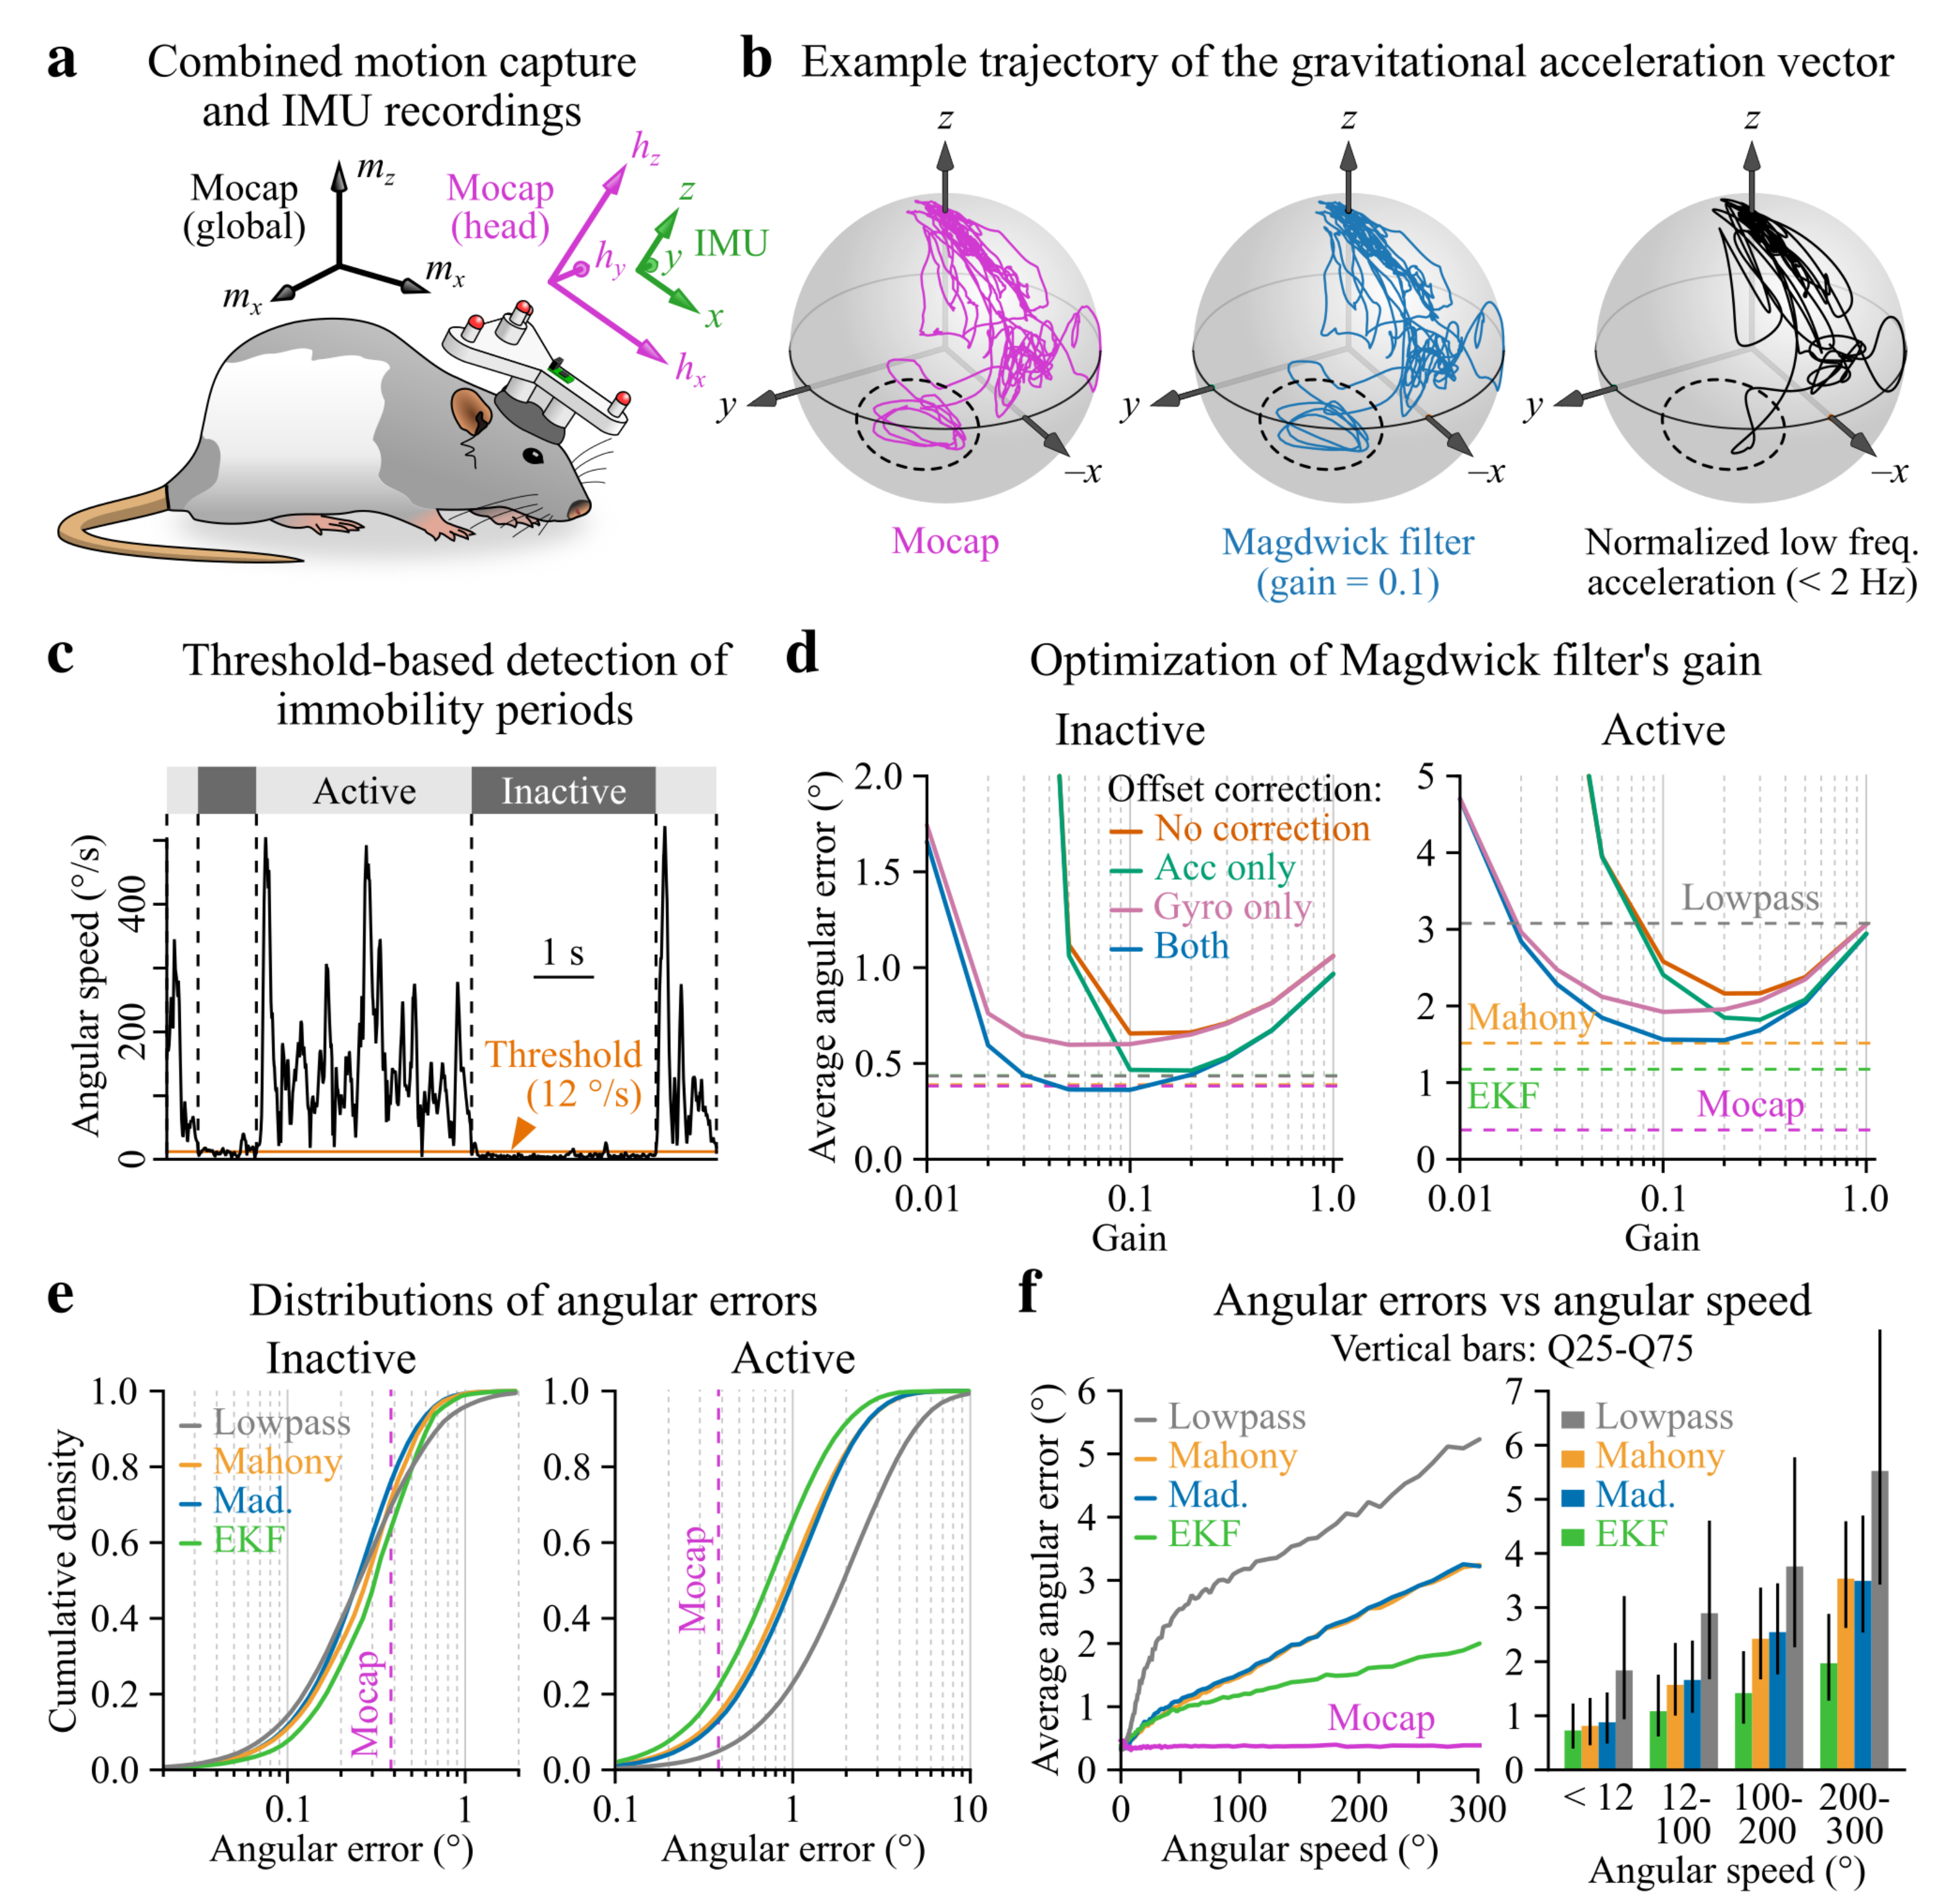 a Combined motion capture
and IMU recordings
Mocap
(global)
m_z
m_x
m_x
Mocap
(head)
h_z
h_y
h_x
z
y
x
IMU
b Example trajectory of the gravitational acceleration vector
z
y
–x
Mocap
z
y
–x
Magdwick filter
(gain = 0.1)
z
y
–x
Normalized low freq.
acceleration (< 2 Hz)
c Threshold-based detection of
immobility periods
Active
Inactive
Angular speed (°/s)
400
200
0
1 s
Threshold
(12 °/s)
d Optimization of Magdwick filter's gain
Inactive
Average angular error (°)
2.0
1.5
1.0
0.5
0.0
Offset correction:
No correction
Acc only
Gyro only
Both
0.01
0.1
1.0
Gain
Active
5
4
3
2
1
0
Lowpass
Mahony
EKF
Mocap
0.01
0.1
1.0
Gain
e Distributions of angular errors
Inactive
Cumulative density
1.0
0.8
0.6
0.4
0.2
0.0
Lowpass
Mahony
Mad.
EKF
Mocap
0.1
1
Angular error (°)
Active
1.0
0.8
0.6
0.4
0.2
0.0
Mocap
0.1
1
10
Angular error (°)
f Angular errors vs angular speed
Vertical bars: Q25-Q75
Average angular error (°)
6
5
4
3
2
1
0
Lowpass
Mahony
Mad.
EKF
Mocap
0
100
200
300
Angular speed (°)
7
6
5
4
3
2
1
0
Lowpass
Mahony
Mad.
EKF
< 12
12-
100
100-
200
200-
300
Angular speed (°)